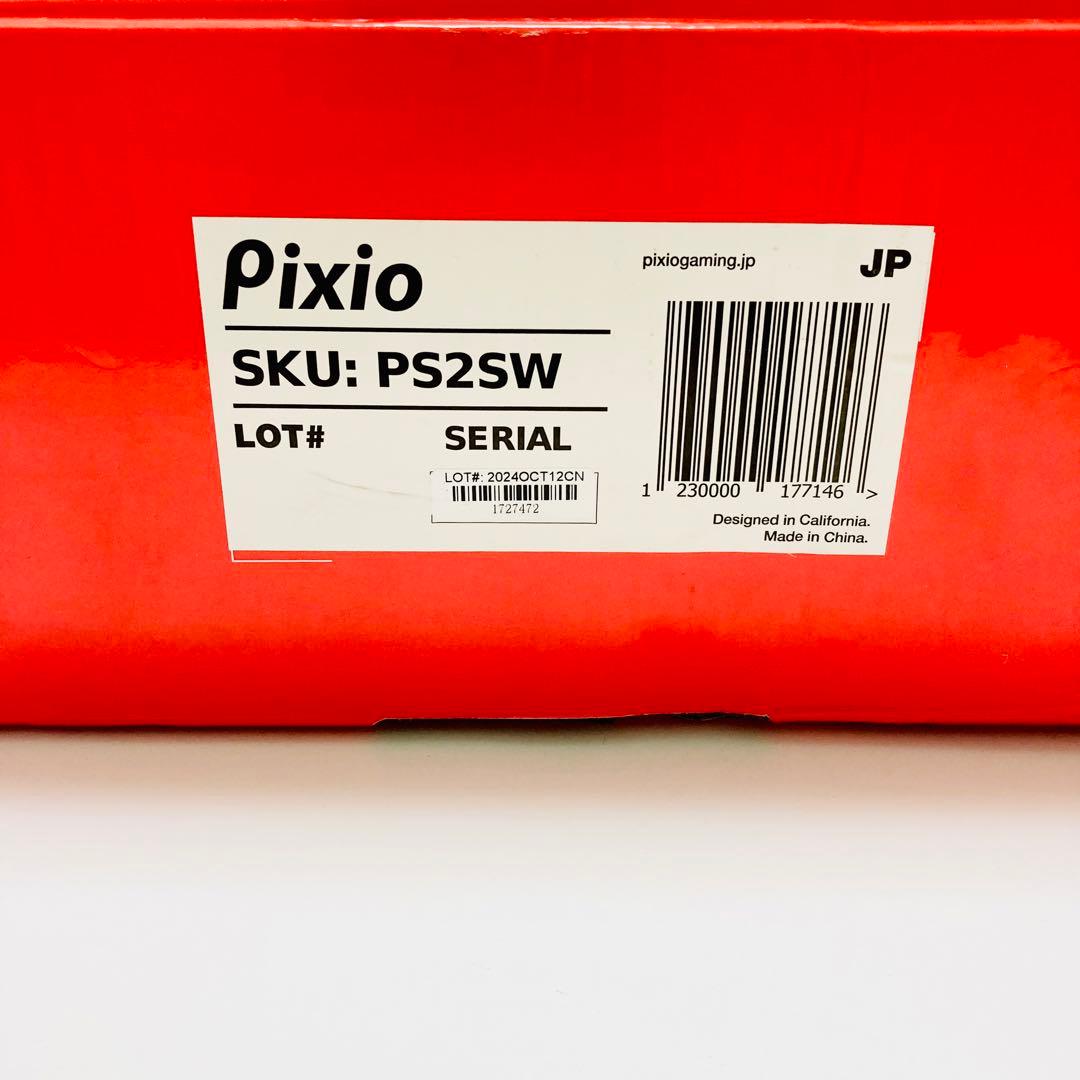 Pixio
SKU: PS2SW
LOT#
SERIAL
LOT#: 2024OCT12CN
1727472
pixiogaming.jp
JP
1 230000 177146 >
Designed in California.
Made in China.